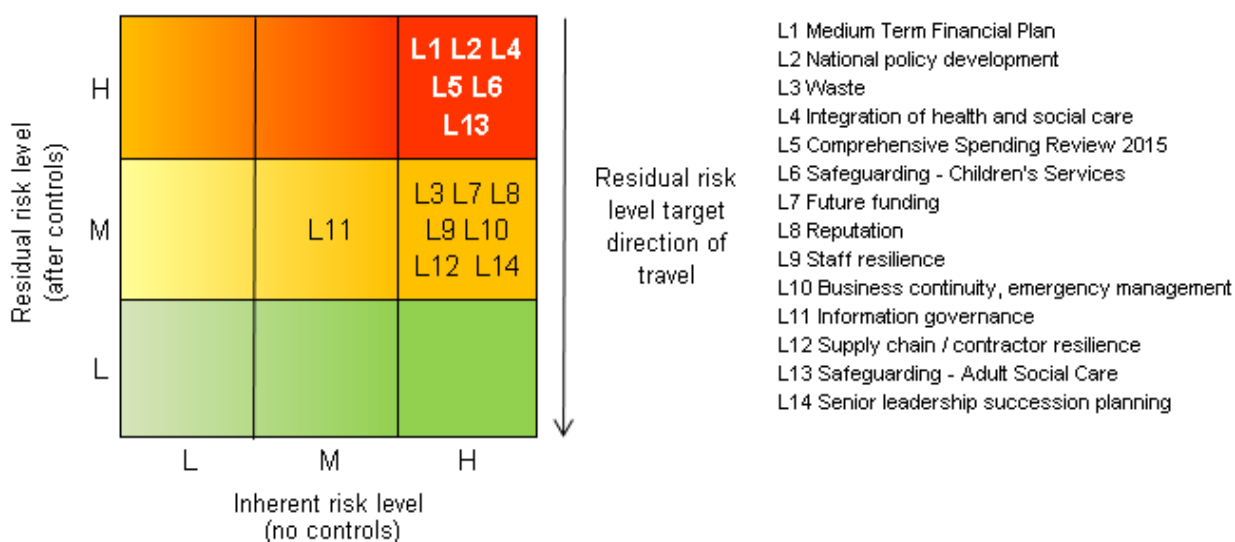 Residual risk level
(after controls)
H
M
L
L1 L2 L4
L5 L6
L13
L11
L3 L7 L8
L9 L10
L12 L14
L
M
H
Inherent risk level
(no controls)
Residual risk
level target
direction of
travel
L1 Medium Term Financial Plan
L2 National policy development
L3 Waste
L4 Integration of health and social care
L5 Comprehensive Spending Review 2015
L6 Safeguarding - Children's Services
L7 Future funding
L8 Reputation
L9 Staff resilience
L10 Business continuity, emergency management
L11 Information governance
L12 Supply chain / contractor resilience
L13 Safeguarding - Adult Social Care
L14 Senior leadership succession planning